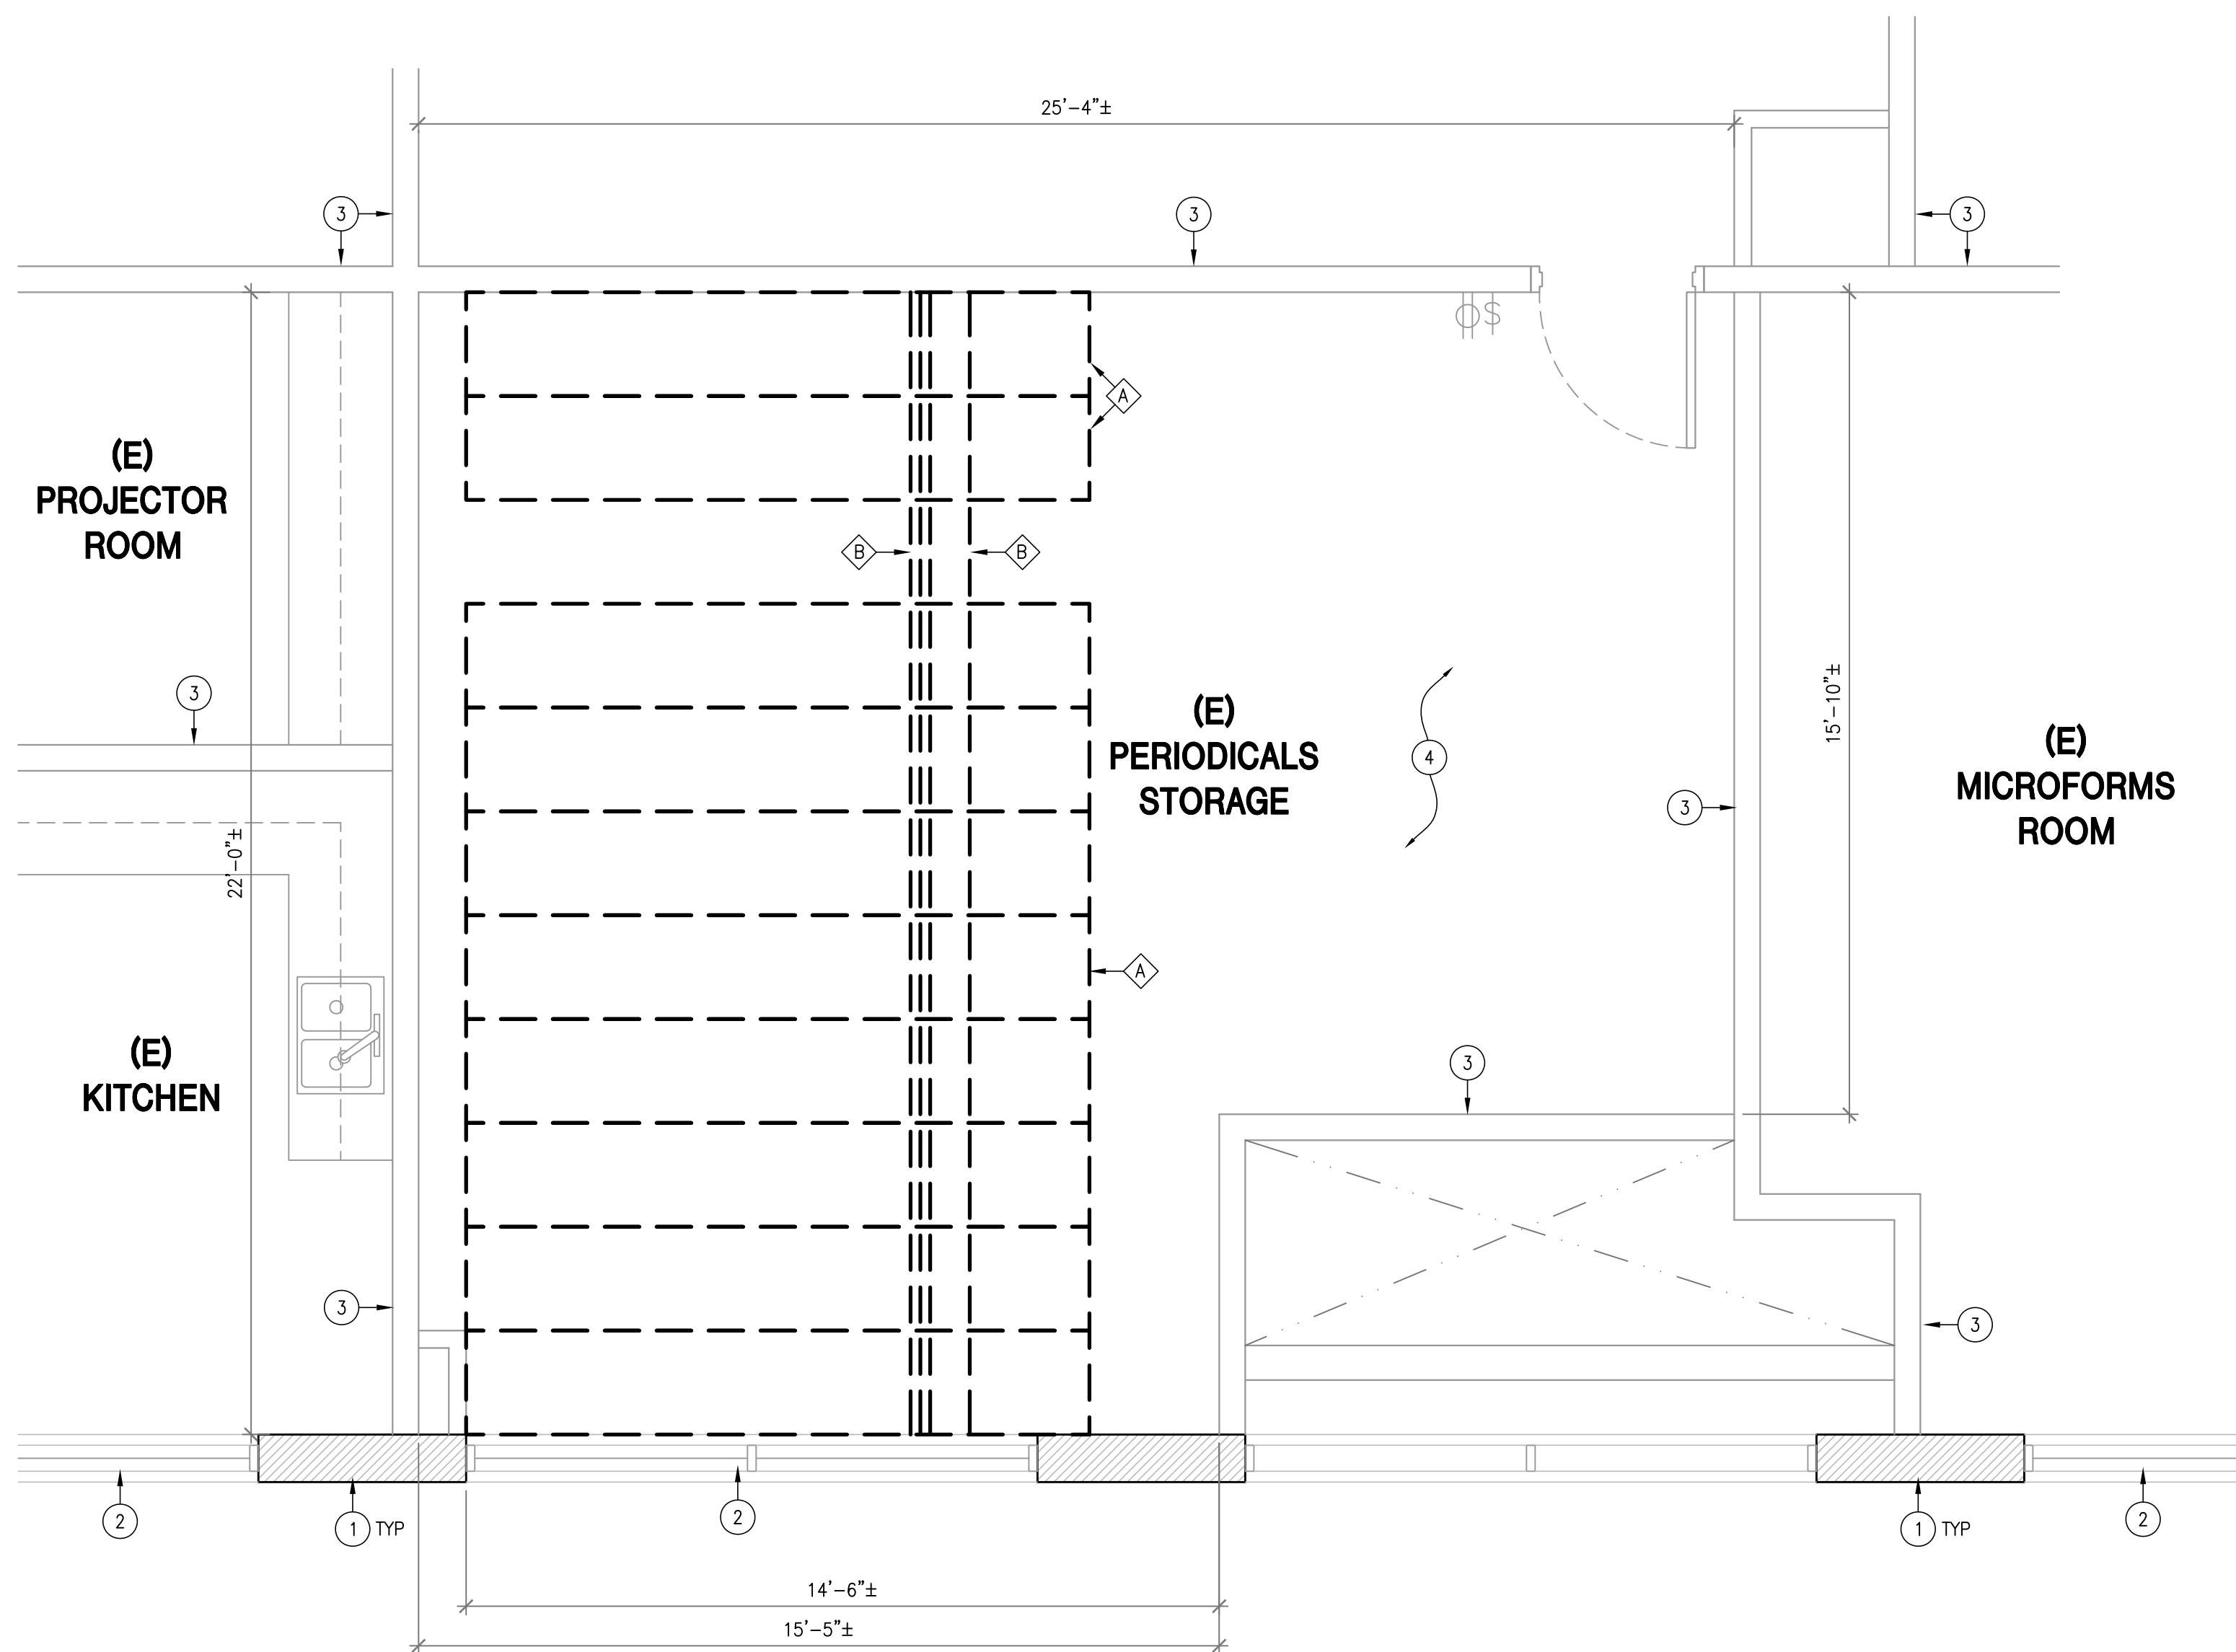 25'-4"±
3
3
3
S
A
(E)
PROJECTOR
ROOM
B
B
3
(E)
PERIODICALS
STORAGE
4
15'-10"±
(E)
MICROFORMS
ROOM
3
22'-0"±
A
(E)
KITCHEN
3
3
3
2
1 TYP
2
1 TYP
2
14'-6"±
15'-5"±